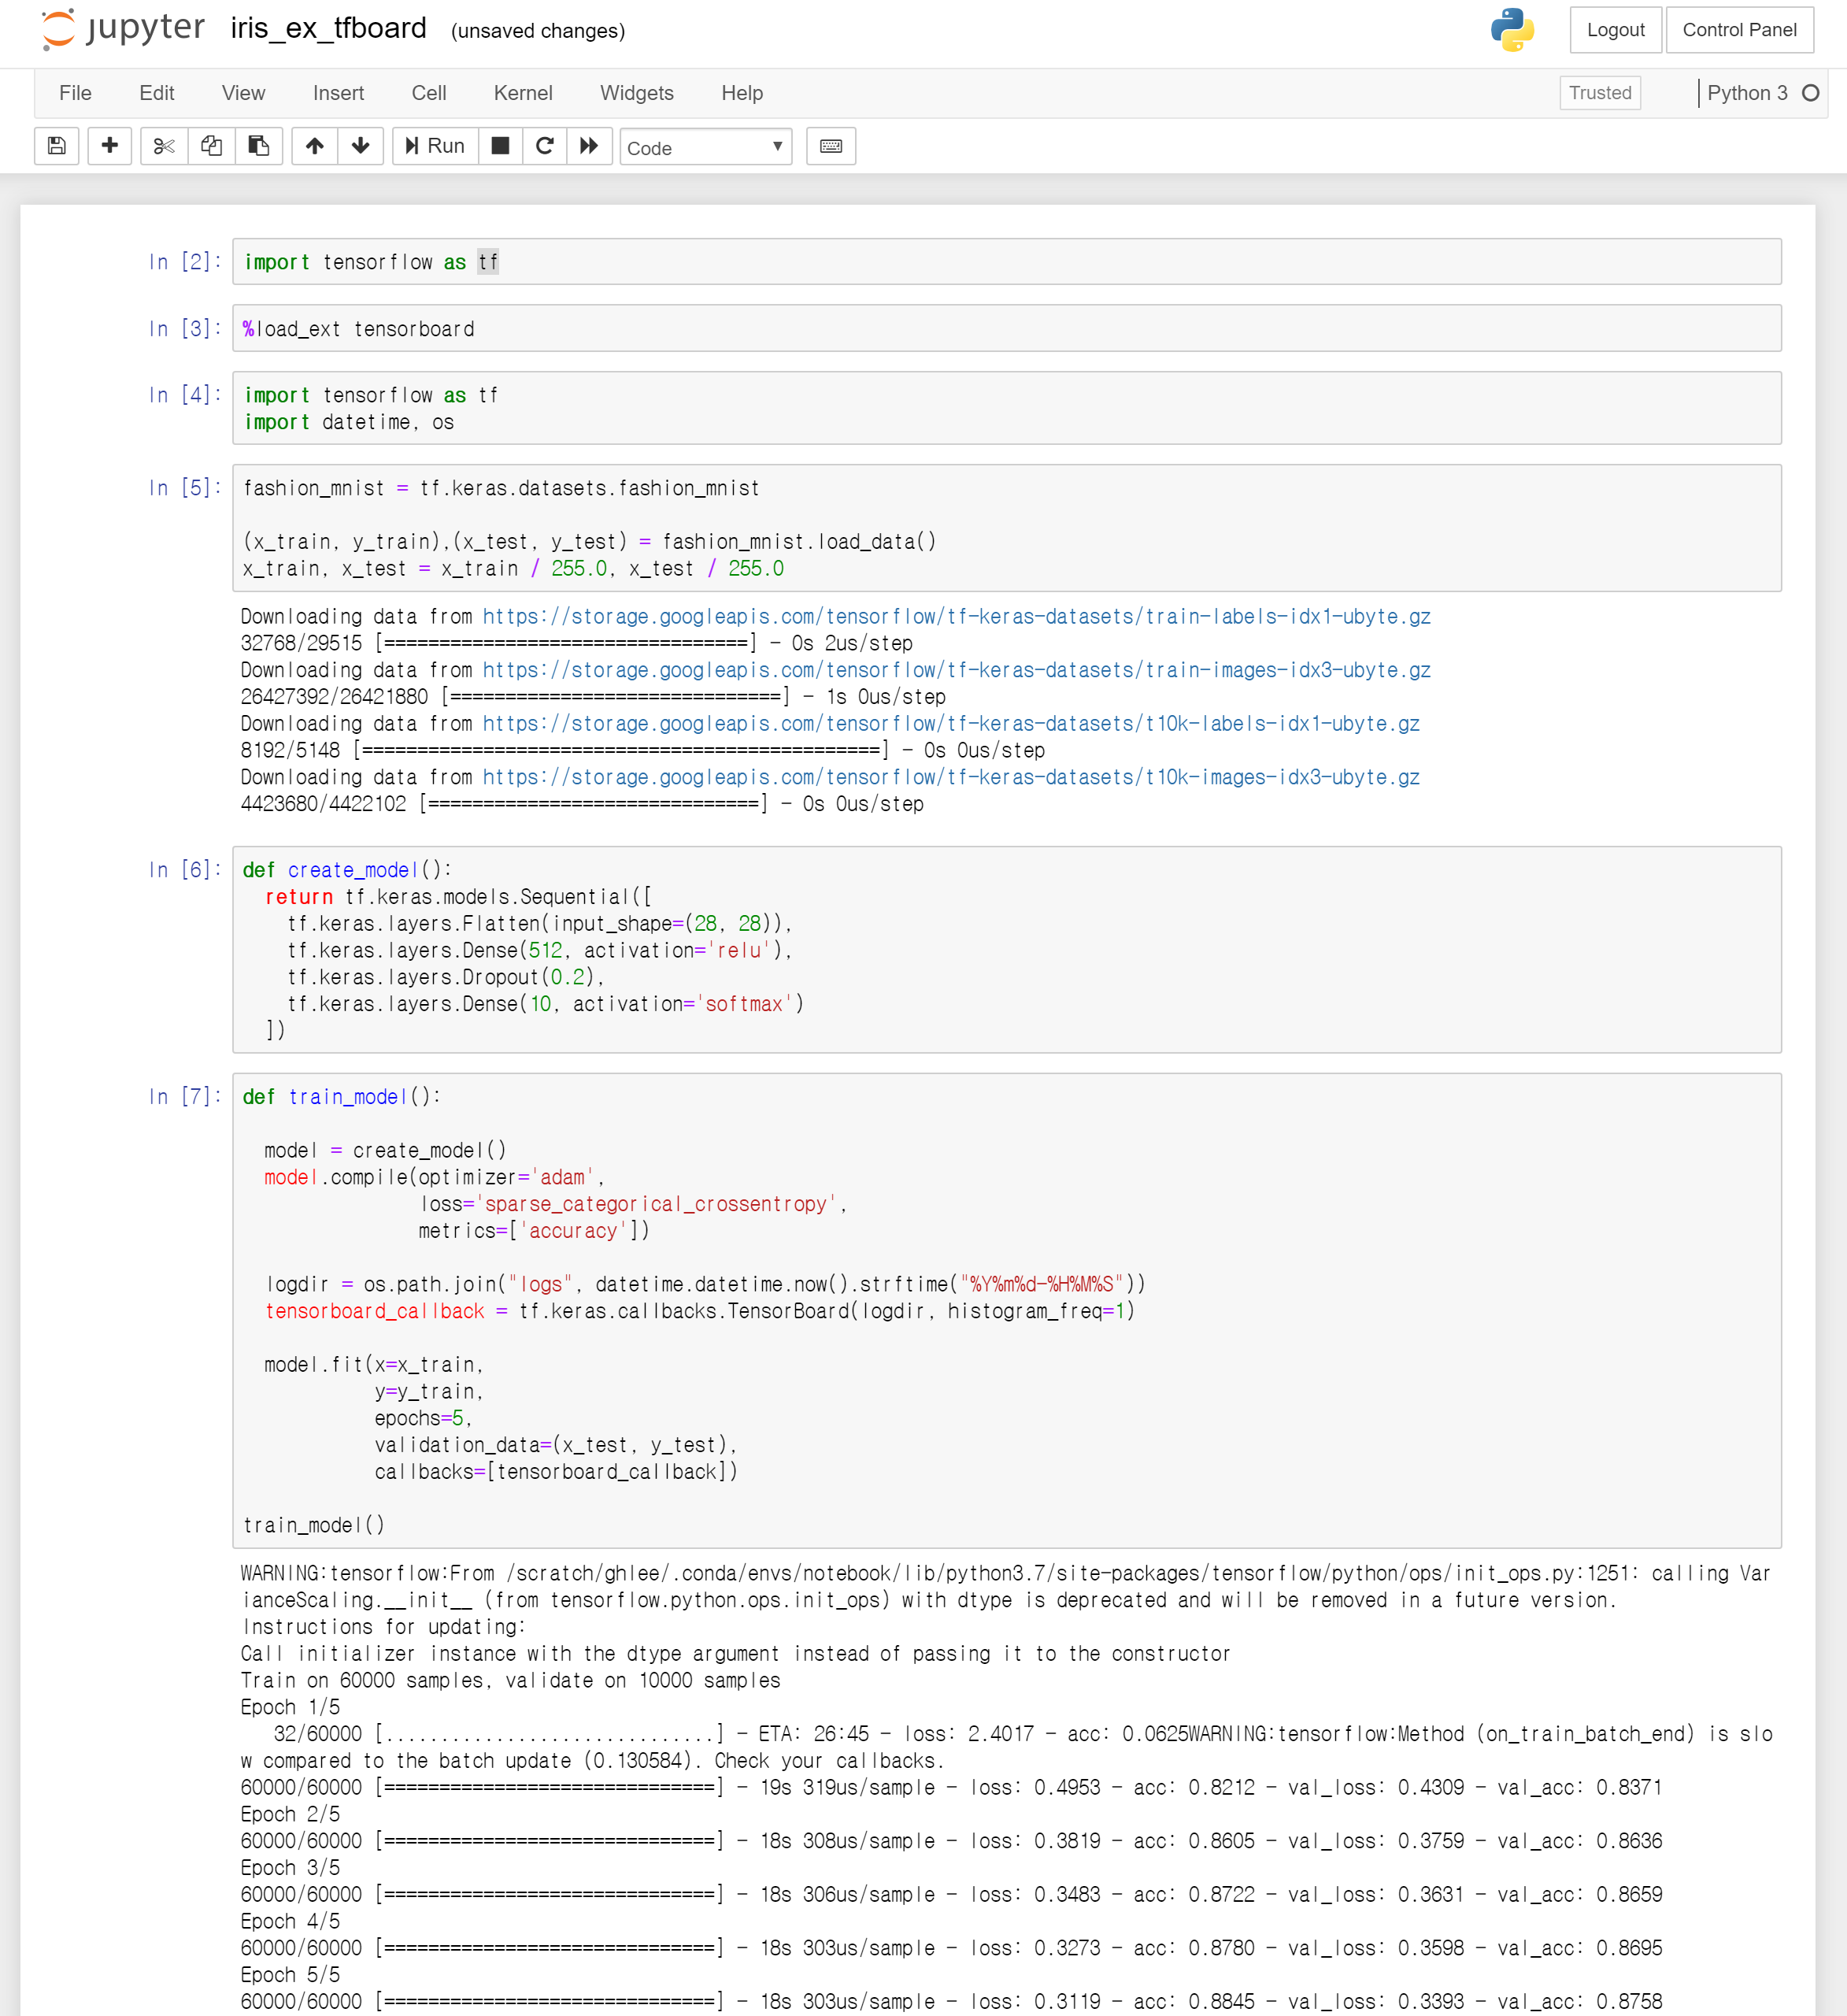 jupyter iris_ex_tfboard (unsaved changes) Logout Control Panel
File Edit View Insert Cell Kernel Widgets Help Trusted Python 3
Run Code
In [2]: import tensorflow as tf
In [3]: %load_ext tensorboard
In [4]: import tensorflow as tf
import datetime, os
In [5]: fashion_mnist = tf.keras.datasets.fashion_mnist
(x_train, y_train),(x_test, y_test) = fashion_mnist.load_data()
x_train, x_test = x_train / 255.0, x_test / 255.0
Downloading data from https://storage.googleapis.com/tensorflow/tf-keras-datasets/train-labels-idx1-ubyte.gz
32768/29515 [=================================] - 0s 2us/step
Downloading data from https://storage.googleapis.com/tensorflow/tf-keras-datasets/train-images-idx3-ubyte.gz
26427392/26421880 [==============================] - 1s 0us/step
Downloading data from https://storage.googleapis.com/tensorflow/tf-keras-datasets/t10k-labels-idx1-ubyte.gz
8192/5148 [===============================================] - 0s 0us/step
Downloading data from https://storage.googleapis.com/tensorflow/tf-keras-datasets/t10k-images-idx3-ubyte.gz
4423680/4422102 [==============================] - 0s 0us/step
In [6]: def create_model():
  return tf.keras.models.Sequential([
    tf.keras.layers.Flatten(input_shape=(28, 28)),
    tf.keras.layers.Dense(512, activation='relu'),
    tf.keras.layers.Dropout(0.2),
    tf.keras.layers.Dense(10, activation='softmax')
  ])
In [7]: def train_model():
  model = create_model()
  model.compile(optimizer='adam',
                loss='sparse_categorical_crossentropy',
                metrics=['accuracy'])
  logdir = os.path.join("logs", datetime.datetime.now().strftime("%Y%m%d-%H%M%S"))
  tensorboard_callback = tf.keras.callbacks.TensorBoard(logdir, histogram_freq=1)
  model.fit(x=x_train,
            y=y_train,
            epochs=5,
            validation_data=(x_test, y_test),
            callbacks=[tensorboard_callback])
train_model()
WARNING:tensorflow:From /scratch/ghlee/.conda/envs/notebook/lib/python3.7/site-packages/tensorflow/python/ops/init_ops.py:1251: calling Var
ianceScaling.__init__ (from tensorflow.python.ops.init_ops) with dtype is deprecated and will be removed in a future version.
Instructions for updating:
Call initializer instance with the dtype argument instead of passing it to the constructor
Train on 60000 samples, validate on 10000 samples
Epoch 1/5
   32/60000 [..............................] - ETA: 26:45 - loss: 2.4017 - acc: 0.0625WARNING:tensorflow:Method (on_train_batch_end) is slo
w compared to the batch update (0.130584). Check your callbacks.
60000/60000 [==============================] - 19s 319us/sample - loss: 0.4953 - acc: 0.8212 - val_loss: 0.4309 - val_acc: 0.8371
Epoch 2/5
60000/60000 [==============================] - 18s 308us/sample - loss: 0.3819 - acc: 0.8605 - val_loss: 0.3759 - val_acc: 0.8636
Epoch 3/5
60000/60000 [==============================] - 18s 306us/sample - loss: 0.3483 - acc: 0.8722 - val_loss: 0.3631 - val_acc: 0.8659
Epoch 4/5
60000/60000 [==============================] - 18s 303us/sample - loss: 0.3273 - acc: 0.8780 - val_loss: 0.3598 - val_acc: 0.8695
Epoch 5/5
60000/60000 [==============================] - 18s 303us/sample - loss: 0.3119 - acc: 0.8845 - val_loss: 0.3393 - val_acc: 0.8758